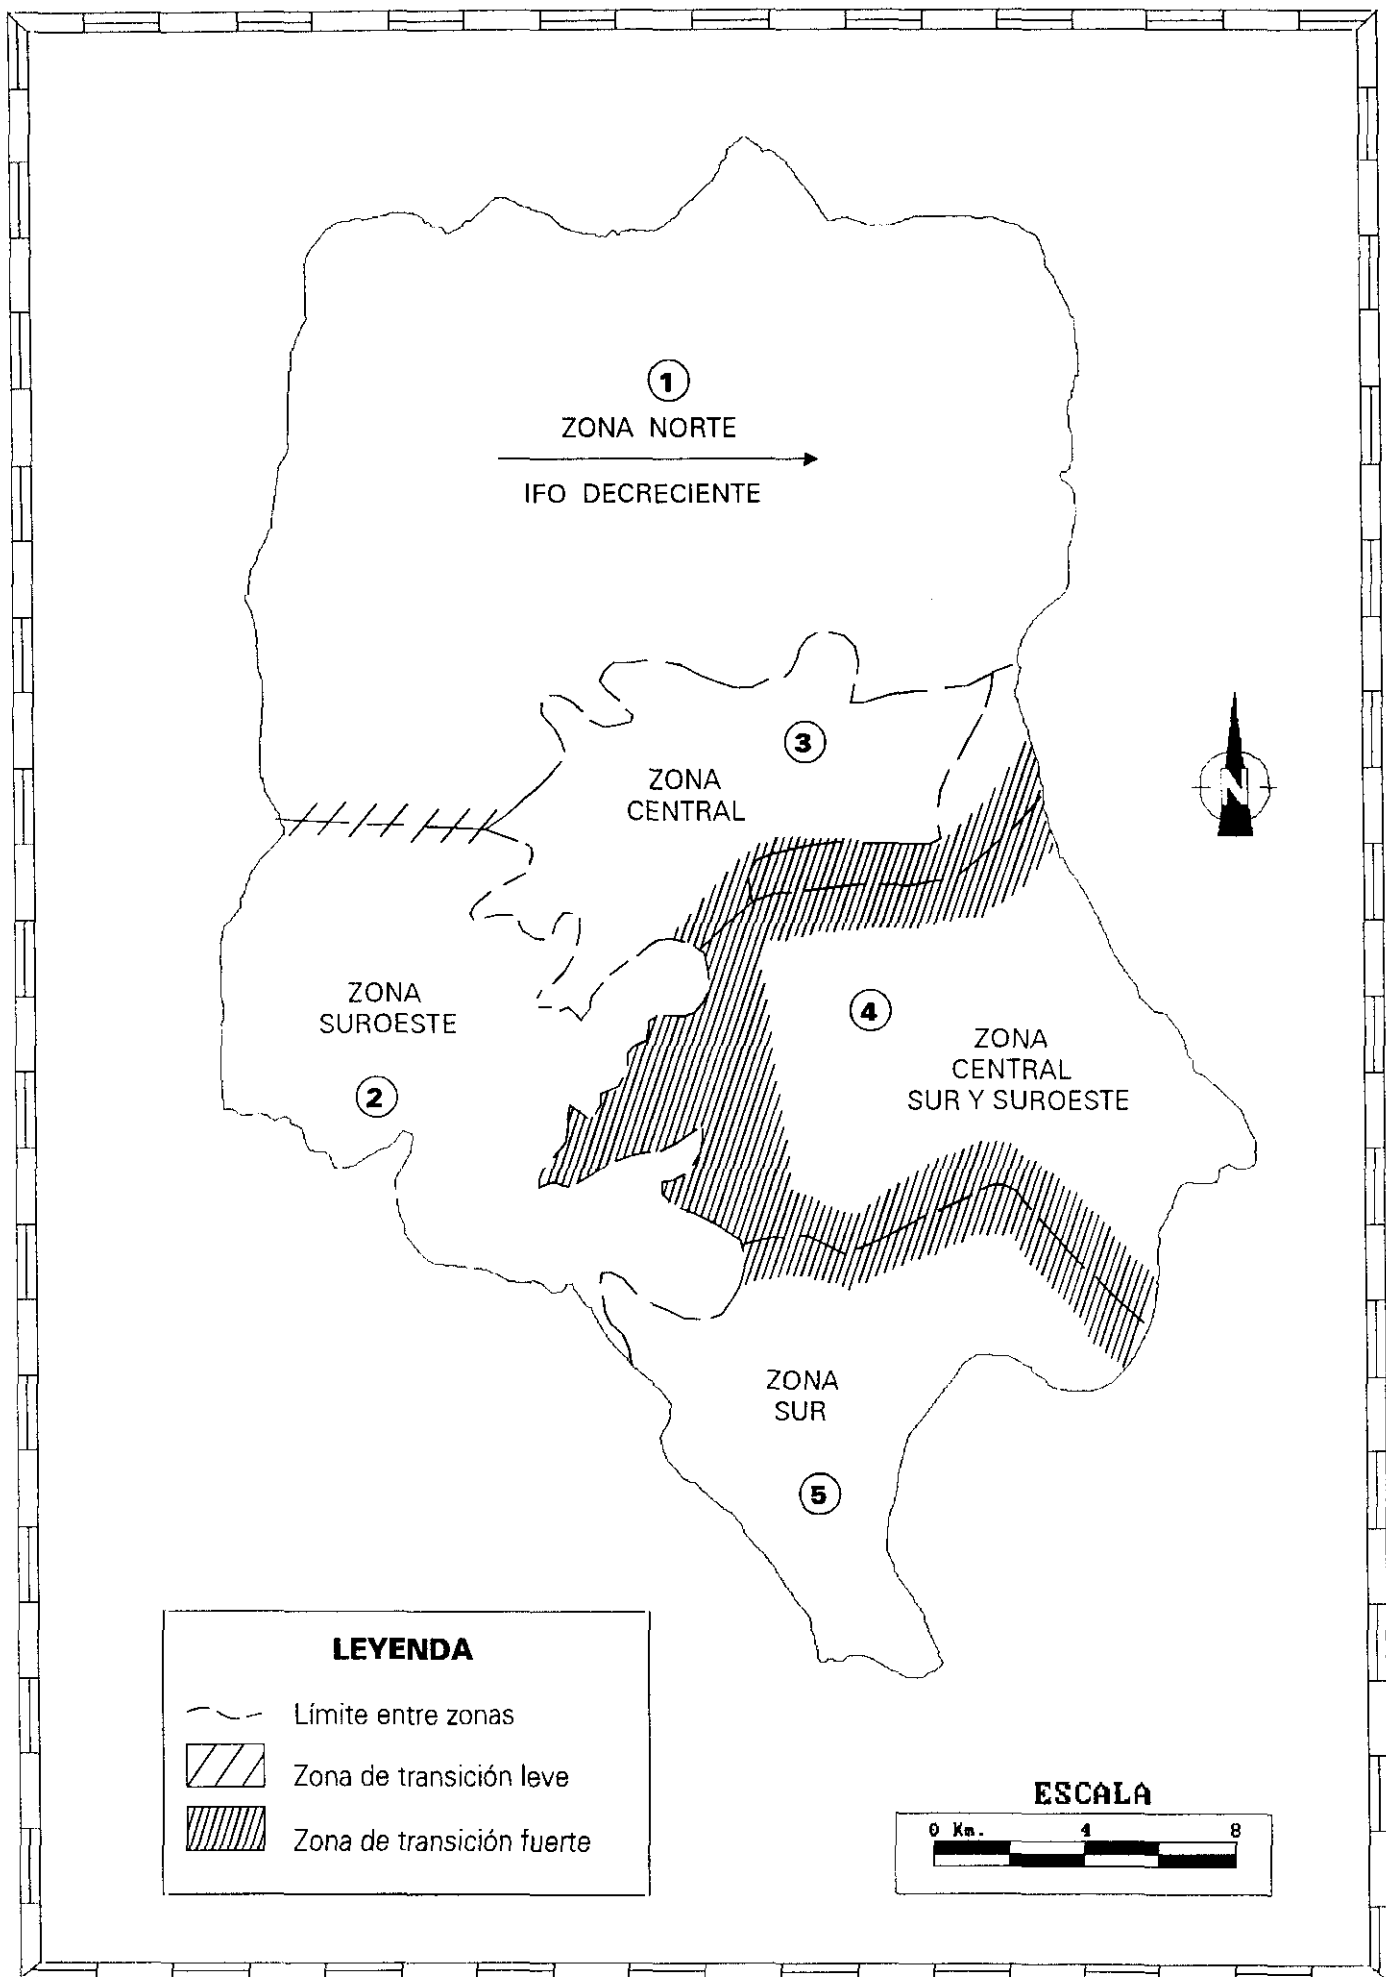 1
ZONA NORTE
IFO DECRECIENTE
3
ZONA
CENTRAL
N
ZONA
SUROESTE
2
4
ZONA
CENTRAL
SUR Y SUROESTE
ZONA
SUR
5
LEYENDA
Límite entre zonas
Zona de transición leve
Zona de transición fuerte
ESCALA
0 Km. 4 8